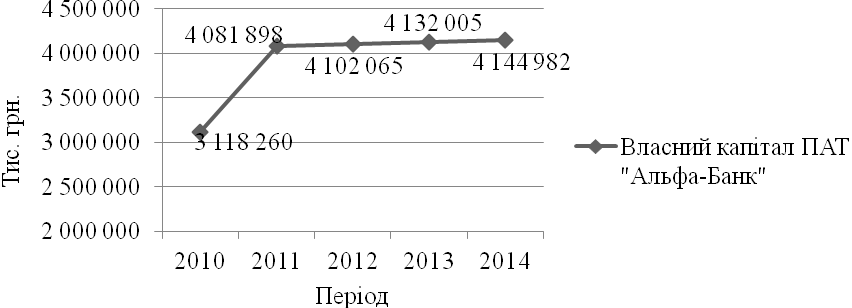 4 500 000
4 000 000
3 500 000
3 000 000
2 500 000
2 000 000
Тис. грн.
4 081 898
4 132 005
4 102 065
4 144 982
3 118 260
2010 2011 2012 2013 2014
Період
Власний капітал ПАТ
"Альфа-Банк"